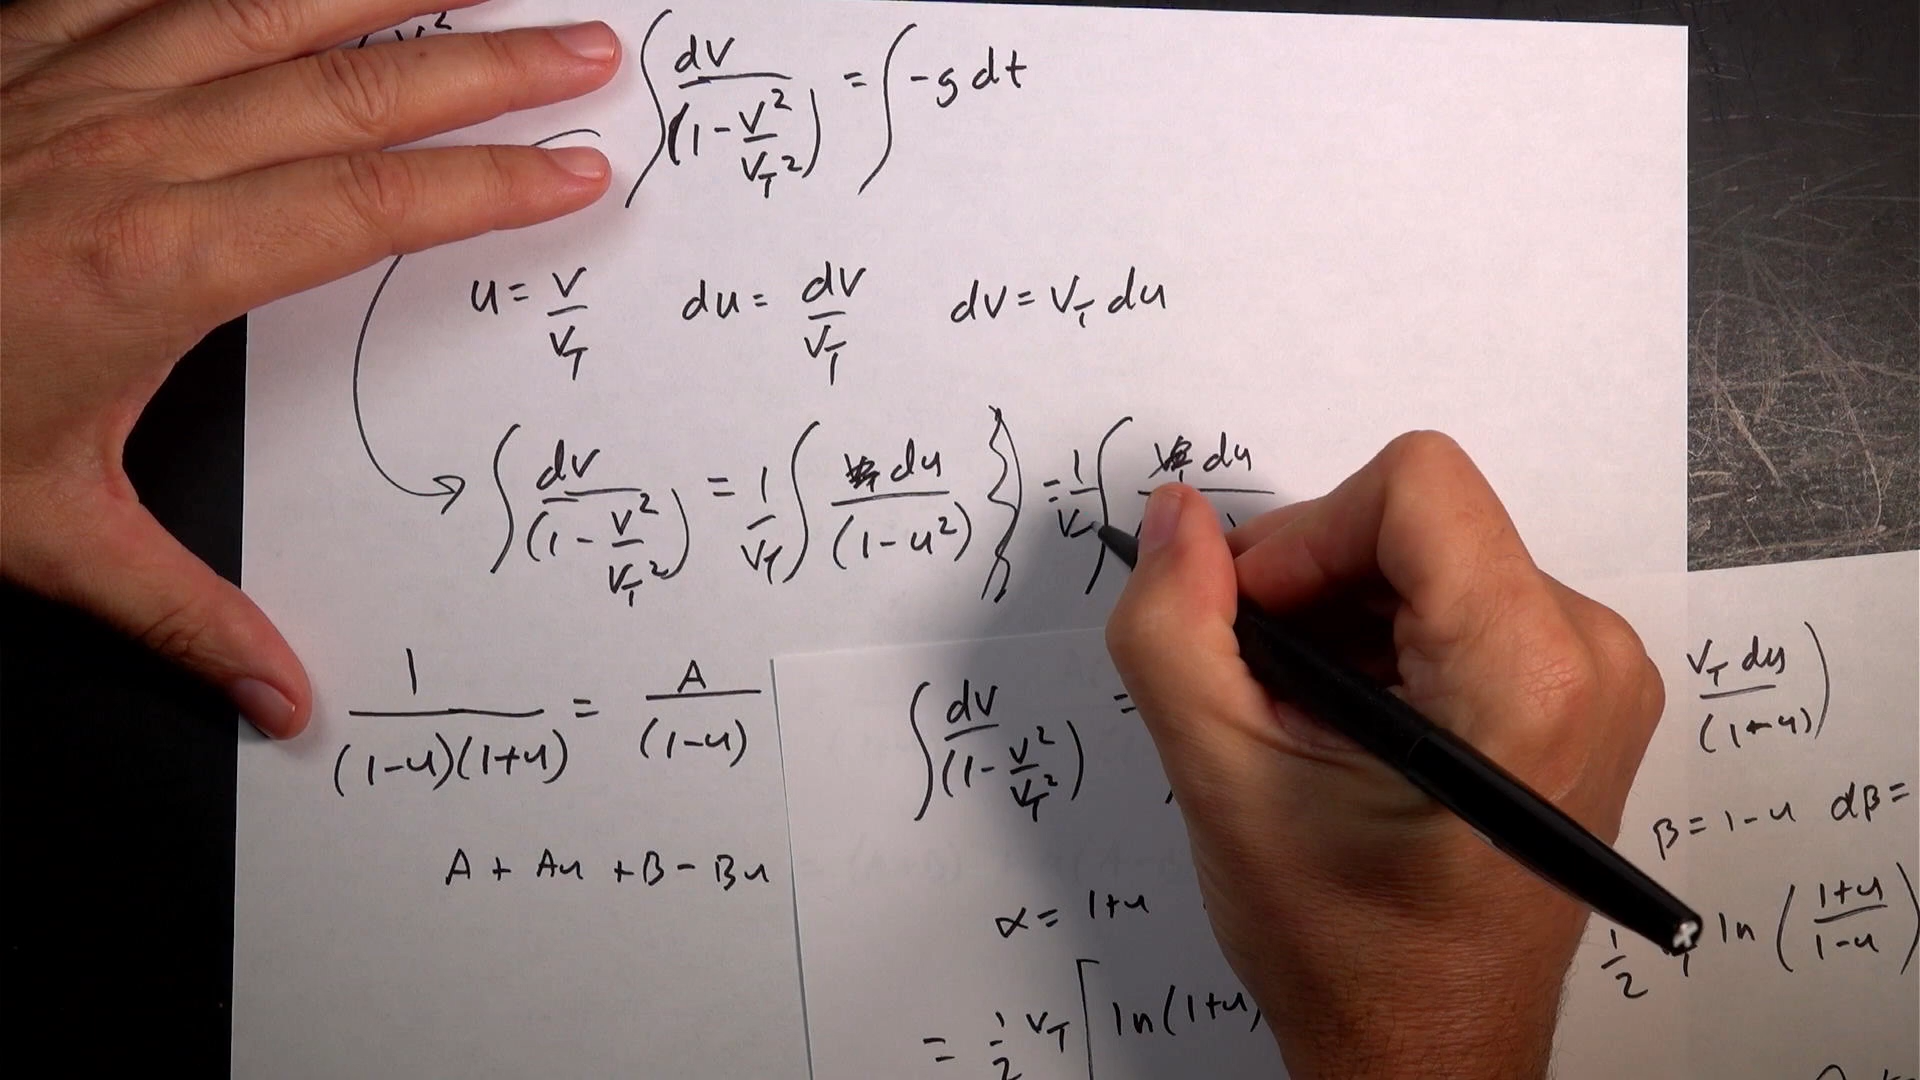 v²
∫ dv/(1 - v²/v_T²) = ∫ -g dt
u = v/v_T   du = dv/v_T   dv = v_T du
∫ dv/(1 - v²/v_T²) = 1/v_T ∫ du/(1-u²) } = 1/v ∫ du
1/((1-u)(1+u)) = A/(1-u)
A + Au + B - Bu
∫ dv/(1 - v²/v_T²) =
v_T du/(1+u))
α = 1+u
β = 1-u dβ =
= 1/2 v_T [ ln(1+u)
1/2 ln ((1+u)/(1-u))